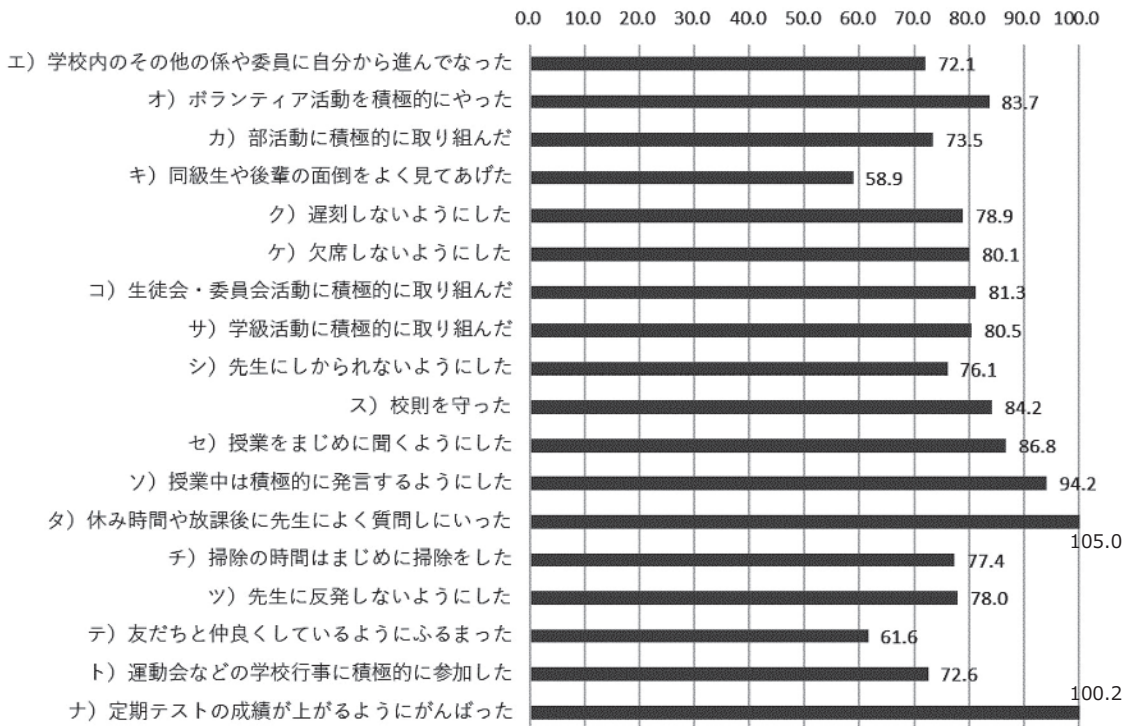 0.0 10.0 20.0 30.0 40.0 50.0 60.0 70.0 80.0 90.0 100.0
エ）学校内のその他の係や委員に自分から進んでなった 72.1
オ）ボランティア活動を積極的にやった 83.7
カ）部活動に積極的に取り組んだ 73.5
キ）同級生や後輩の面倒をよく見てあげた 58.9
ク）遅刻しないようにした 78.9
ケ）欠席しないようにした 80.1
コ）生徒会・委員会活動に積極的に取り組んだ 81.3
サ）学級活動に積極的に取り組んだ 80.5
シ）先生にしかられないようにした 76.1
ス）校則を守った 84.2
セ）授業をまじめに聞くようにした 86.8
ソ）授業中は積極的に発言するようにした 94.2
タ）休み時間や放課後に先生によく質問しにいった 105.0
チ）掃除の時間はまじめに掃除をした 77.4
ツ）先生に反発しないようにした 78.0
テ）友だちと仲良くしているようにふるまった 61.6
ト）運動会などの学校行事に積極的に参加した 72.6
ナ）定期テストの成績が上がるようにがんばった 100.2